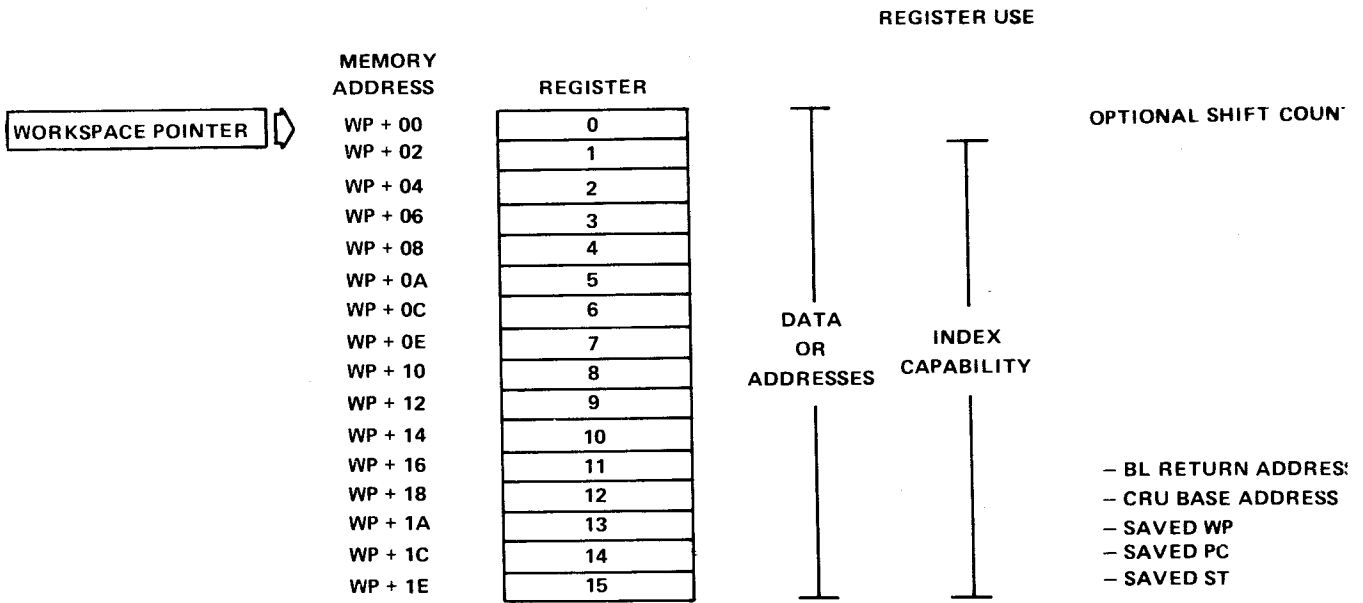 REGISTER USE
MEMORY
ADDRESS REGISTER
WORKSPACE POINTER WP + 00 0 OPTIONAL SHIFT COUN
WP + 02 1
WP + 04 2
WP + 06 3
WP + 08 4
WP + 0A 5
WP + 0C 6
WP + 0E 7
WP + 10 8
WP + 12 9
WP + 14 10
WP + 16 11 – BL RETURN ADDRES
WP + 18 12 – CRU BASE ADDRESS
WP + 1A 13 – SAVED WP
WP + 1C 14 – SAVED PC
WP + 1E 15 – SAVED ST
DATA
OR
ADDRESSES
INDEX
CAPABILITY